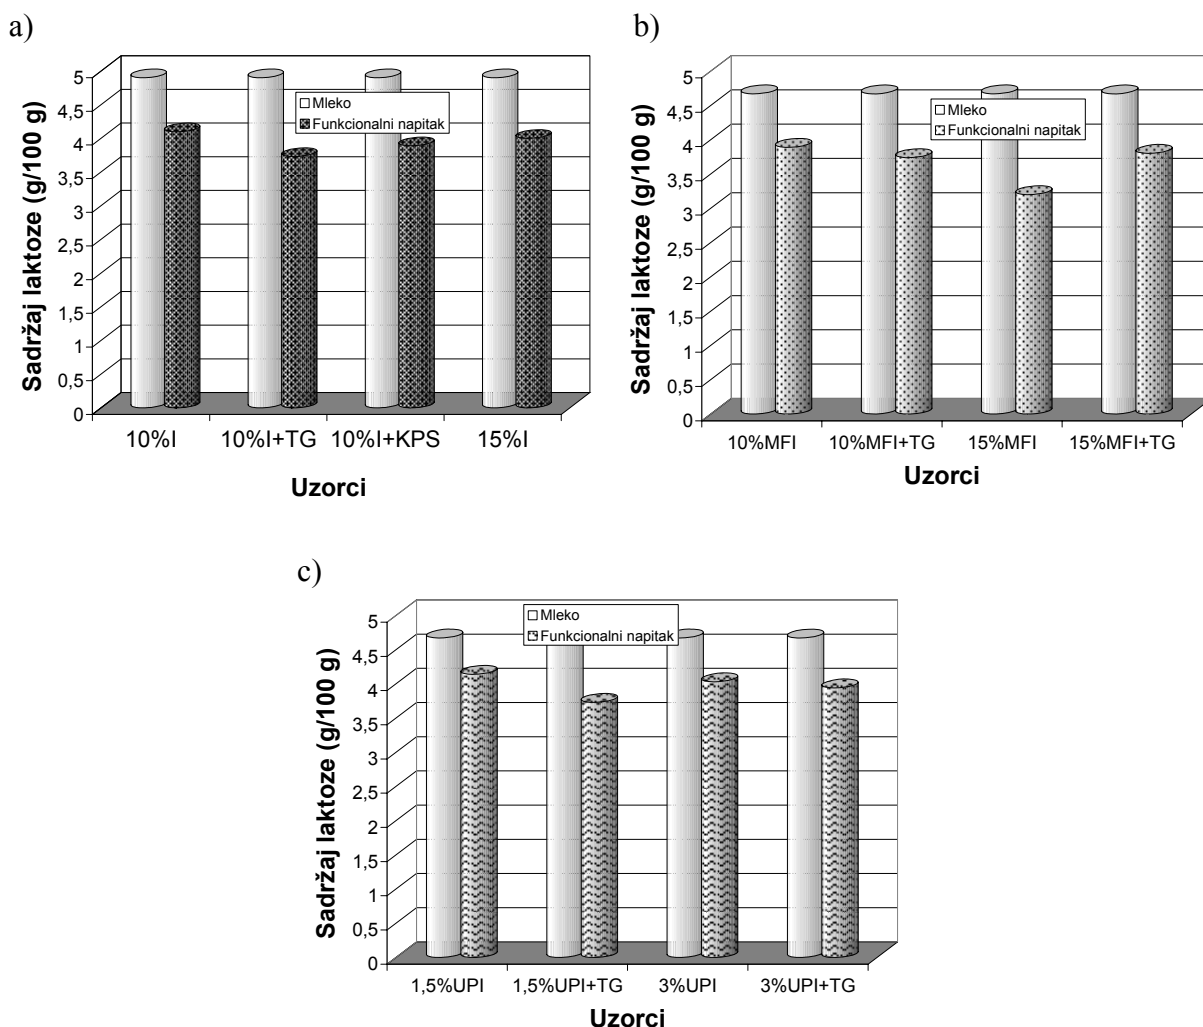 a)
Sadržaj laktoze (g/100 g)
5
4,5
4
3,5
3
2,5
2
1,5
1
0,5
0
Mleko
Funkcionalni napitak
10%I 10%I+TG 10%I+KPS 15%I
Uzorci
b)
Sadržaj laktoze (g/100 g)
5
4,5
4
3,5
3
2,5
2
1,5
1
0,5
0
Mleko
Funkcionalni napitak
10%MFI 10%MFI+TG 15%MFI 15%MFI+TG
Uzorci
c)
Sadržaj laktoze (g/100 g)
5
4,5
4
3,5
3
2,5
2
1,5
1
0,5
0
Mleko
Funkcionalni napitak
1,5%UPI 1,5%UPI+TG 3%UPI 3%UPI+TG
Uzorci